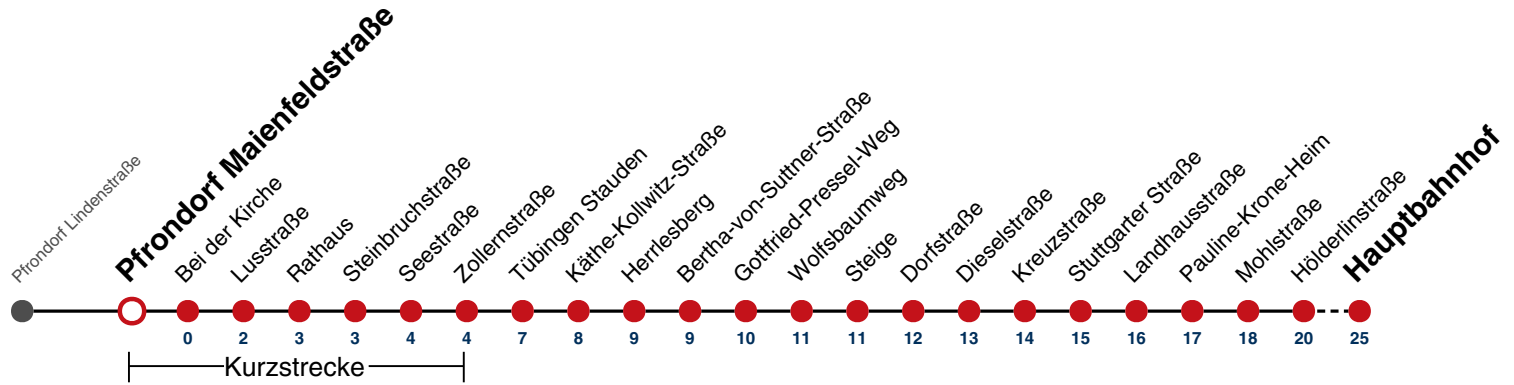 Pfrondorf Lindenstraße
Pfrondorf Maienfeldstraße
Bei der Kirche
Lusstraße
Rathaus
Steinbruchstraße
Seestraße
Zollernstraße
Tübingen Stauden
Käthe-Kollwitz-Straße
Herrlesberg
Bertha-von-Suttner-Straße
Gottfried-Pressel-Weg
Wolfsbaumweg
Steige
Dorfstraße
Dieselstraße
Kreuzstraße
Stuttgarter Straße
Landhausstraße
Pauline-Krone-Heim
Mohlstraße
Hölderlinstraße
Hauptbahnhof
0 2 3 3 4 4 7 8 9 9 10 11 11 12 13 14 15 16 17 18 20 25
Kurzstrecke